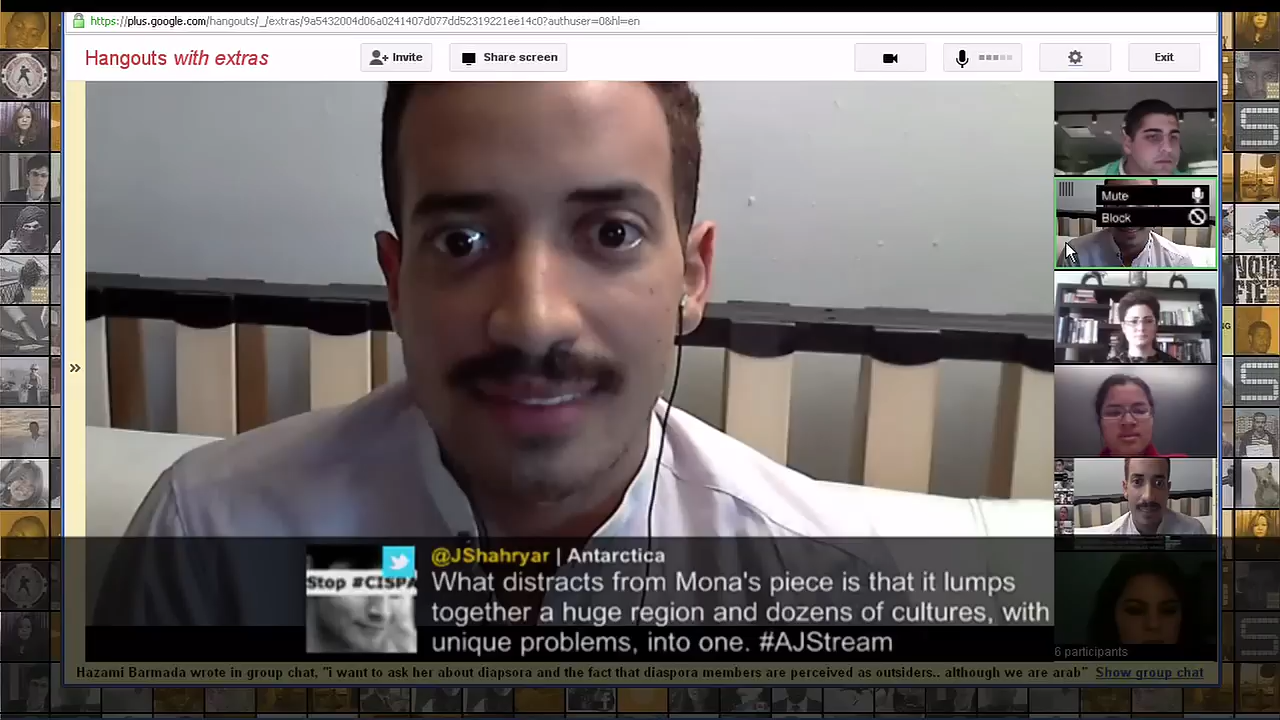 https://plus.google.com/hangouts/_/extras/9a5432004d06a0241407d077dd52319221ee14c0?authuser=0&hl=en
Hangouts with extras
Invite
Share screen
Exit
Mute
Block
Stop #CISPA
@JShahryar | Antarctica
What distracts from Mona's piece is that it lumps
together a huge region and dozens of cultures, with
unique problems, into one. #AJStream
6 participants
Hazami Barmada wrote in group chat, "i want to ask her about diapsora and the fact that diaspora members are perceived as outsiders.. although we are arab" Show group chat